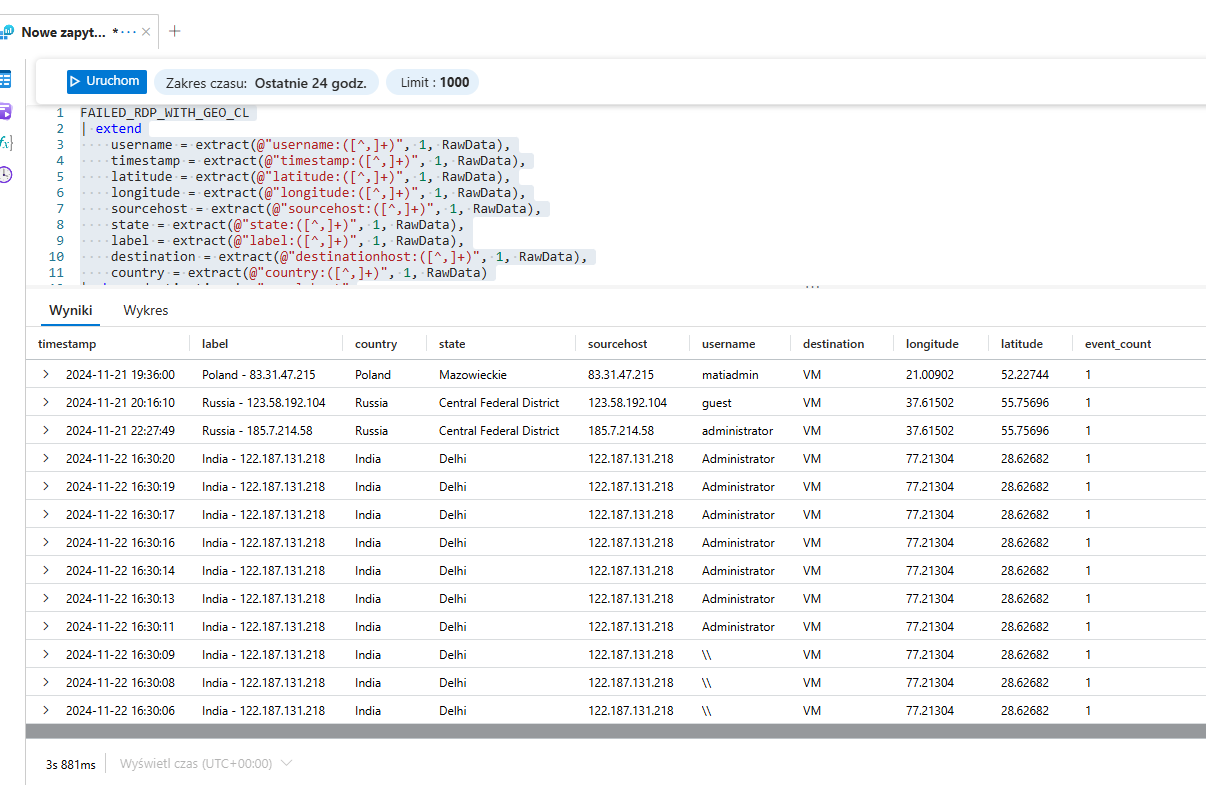 Nowe zapyt... *···
Uruchom
Zakres czasu: Ostatnie 24 godz.
Limit : 1000
1 FAILED_RDP_WITH_GEO_CL
2 | extend
3 username = extract(@"username:([^,]+)", 1, RawData),
4 timestamp = extract(@"timestamp:([^,]+)", 1, RawData),
5 latitude = extract(@"latitude:([^,]+)", 1, RawData),
6 longitude = extract(@"longitude:([^,]+)", 1, RawData),
7 sourcehost = extract(@"sourcehost:([^,]+)", 1, RawData),
8 state = extract(@"state:([^,]+)", 1, RawData),
9 label = extract(@"label:([^,]+)", 1, RawData),
10 destination = extract(@"destinationhost:([^,]+)", 1, RawData),
11 country = extract(@"country:([^,]+)", 1, RawData)
Wyniki Wykres
timestamp label country state sourcehost username destination longitude latitude event_count
2024-11-21 19:36:00 Poland - 83.31.47.215 Poland Mazowieckie 83.31.47.215 matiadmin VM 21.00902 52.22744 1
2024-11-21 20:16:10 Russia - 123.58.192.104 Russia Central Federal District 123.58.192.104 guest VM 37.61502 55.75696 1
2024-11-21 22:27:49 Russia - 185.7.214.58 Russia Central Federal District 185.7.214.58 administrator VM 37.61502 55.75696 1
2024-11-22 16:30:20 India - 122.187.131.218 India Delhi 122.187.131.218 Administrator VM 77.21304 28.62682 1
2024-11-22 16:30:19 India - 122.187.131.218 India Delhi 122.187.131.218 Administrator VM 77.21304 28.62682 1
2024-11-22 16:30:17 India - 122.187.131.218 India Delhi 122.187.131.218 Administrator VM 77.21304 28.62682 1
2024-11-22 16:30:16 India - 122.187.131.218 India Delhi 122.187.131.218 Administrator VM 77.21304 28.62682 1
2024-11-22 16:30:14 India - 122.187.131.218 India Delhi 122.187.131.218 Administrator VM 77.21304 28.62682 1
2024-11-22 16:30:13 India - 122.187.131.218 India Delhi 122.187.131.218 Administrator VM 77.21304 28.62682 1
2024-11-22 16:30:11 India - 122.187.131.218 India Delhi 122.187.131.218 Administrator VM 77.21304 28.62682 1
2024-11-22 16:30:09 India - 122.187.131.218 India Delhi 122.187.131.218 \\ VM 77.21304 28.62682 1
2024-11-22 16:30:08 India - 122.187.131.218 India Delhi 122.187.131.218 \\ VM 77.21304 28.62682 1
2024-11-22 16:30:06 India - 122.187.131.218 India Delhi 122.187.131.218 \\ VM 77.21304 28.62682 1
3s 881ms Wyświetl czas (UTC+00:00)